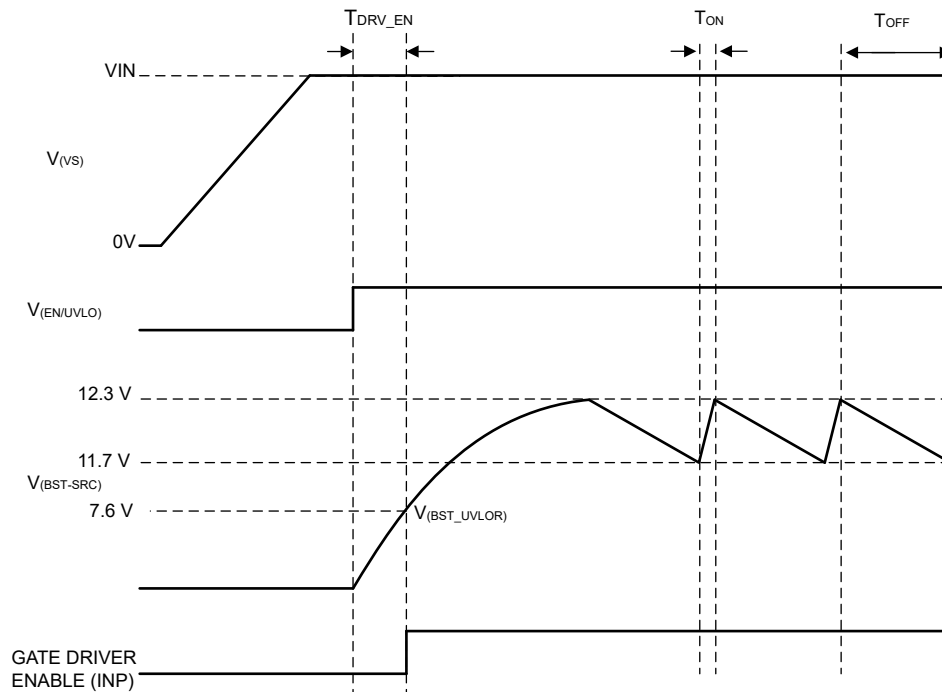 TDRV_EN
TON
TOFF
VIN
V(VS)
0V
V(EN/UVLO)
12.3 V
11.7 V
V(BST-SRC)
7.6 V
V(BST_UVLOR)
GATE DRIVER
ENABLE (INP)